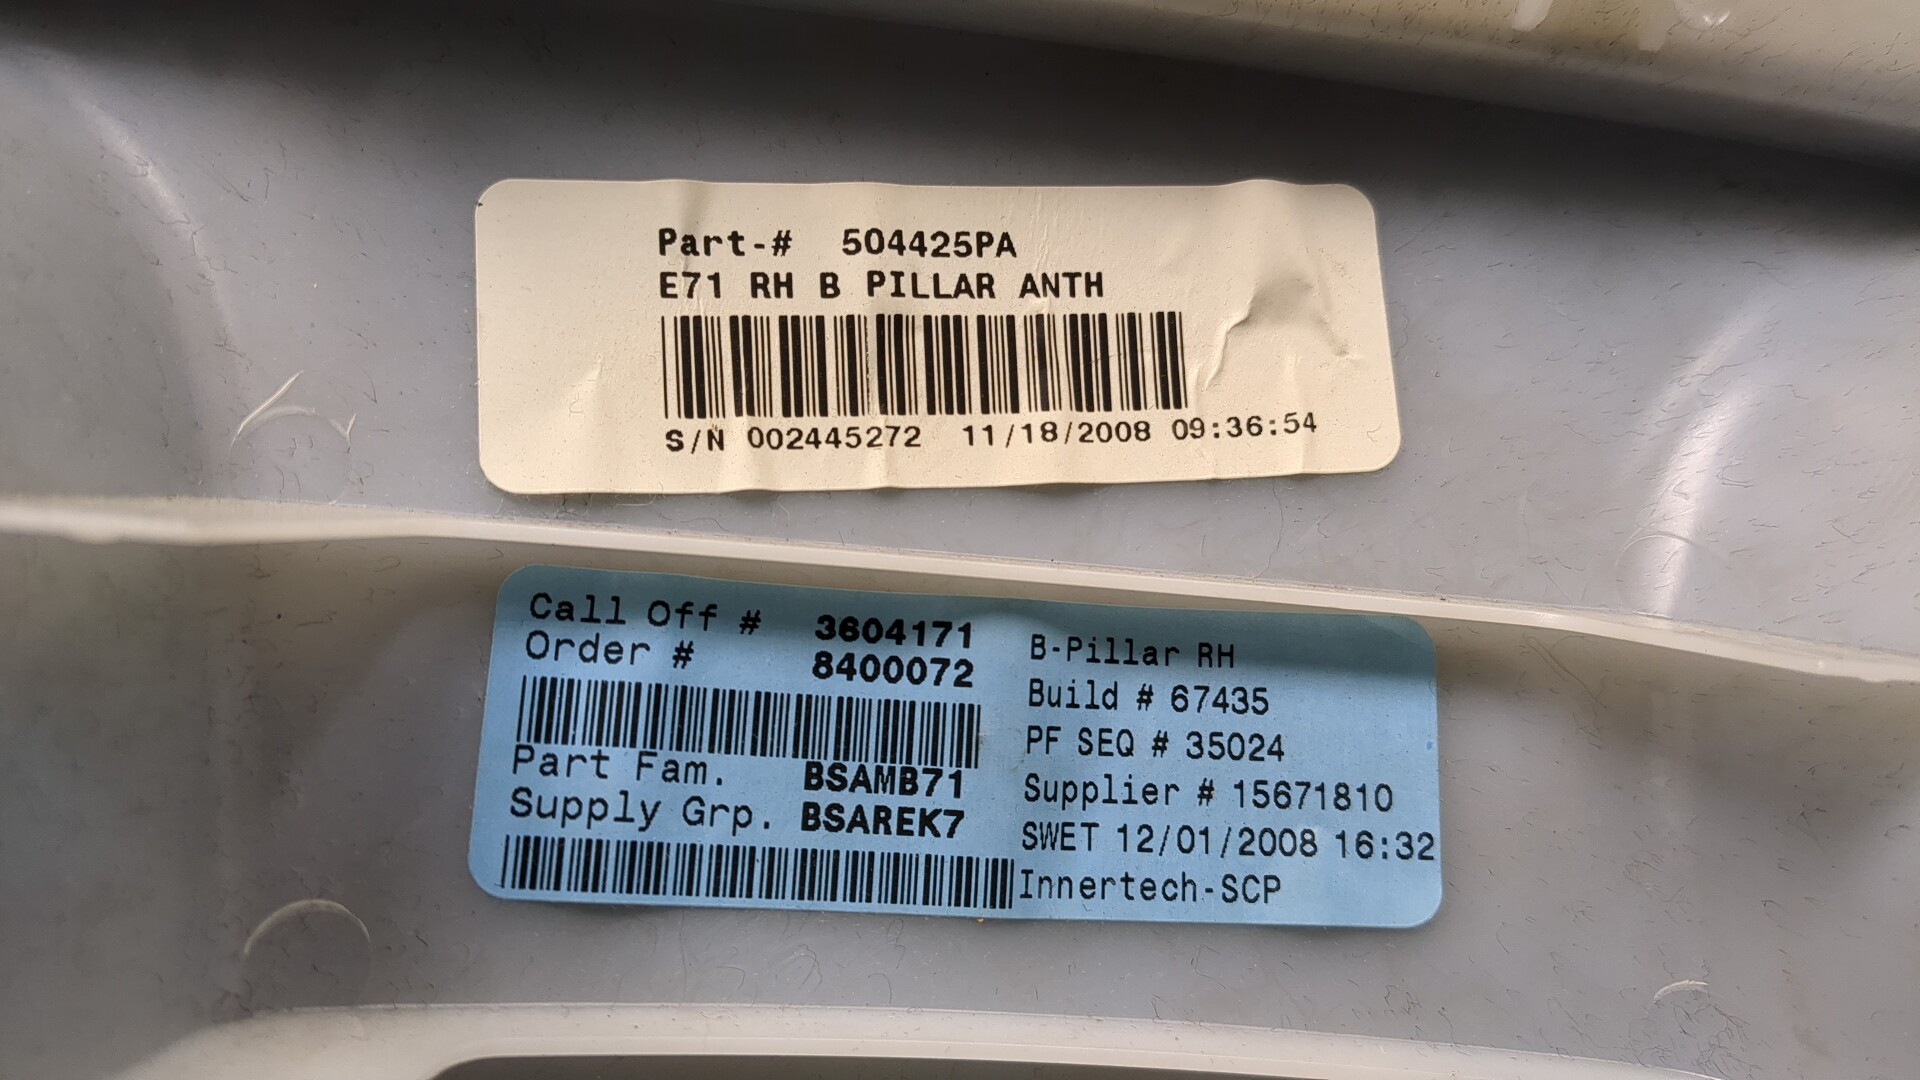 Part-# 504425PA
E71 RH B PILLAR ANTH
S/N 002445272 11/18/2008 09:36:54
Call Off # 3604171
Order # 8400072
Part Fam. BSAMB71
Supply Grp. BSAREK7
B-Pillar RH
Build # 67435
PF SEQ # 35024
Supplier # 15671810
SWET 12/01/2008 16:32
Innertech-SCP